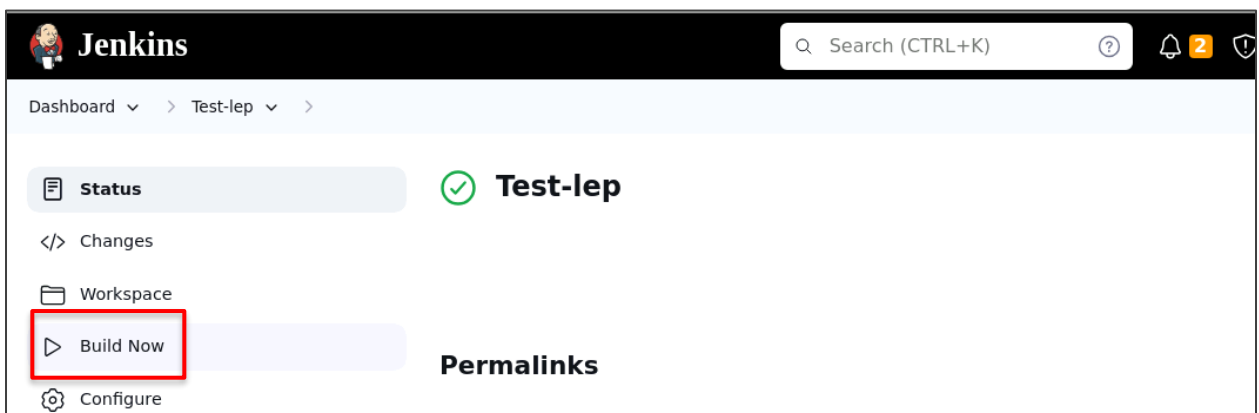 Jenkins
Search (CTRL+K)
2
Dashboard > Test-lep >
Status
Test-lep
</> Changes
Workspace
Build Now
Permalinks
Configure